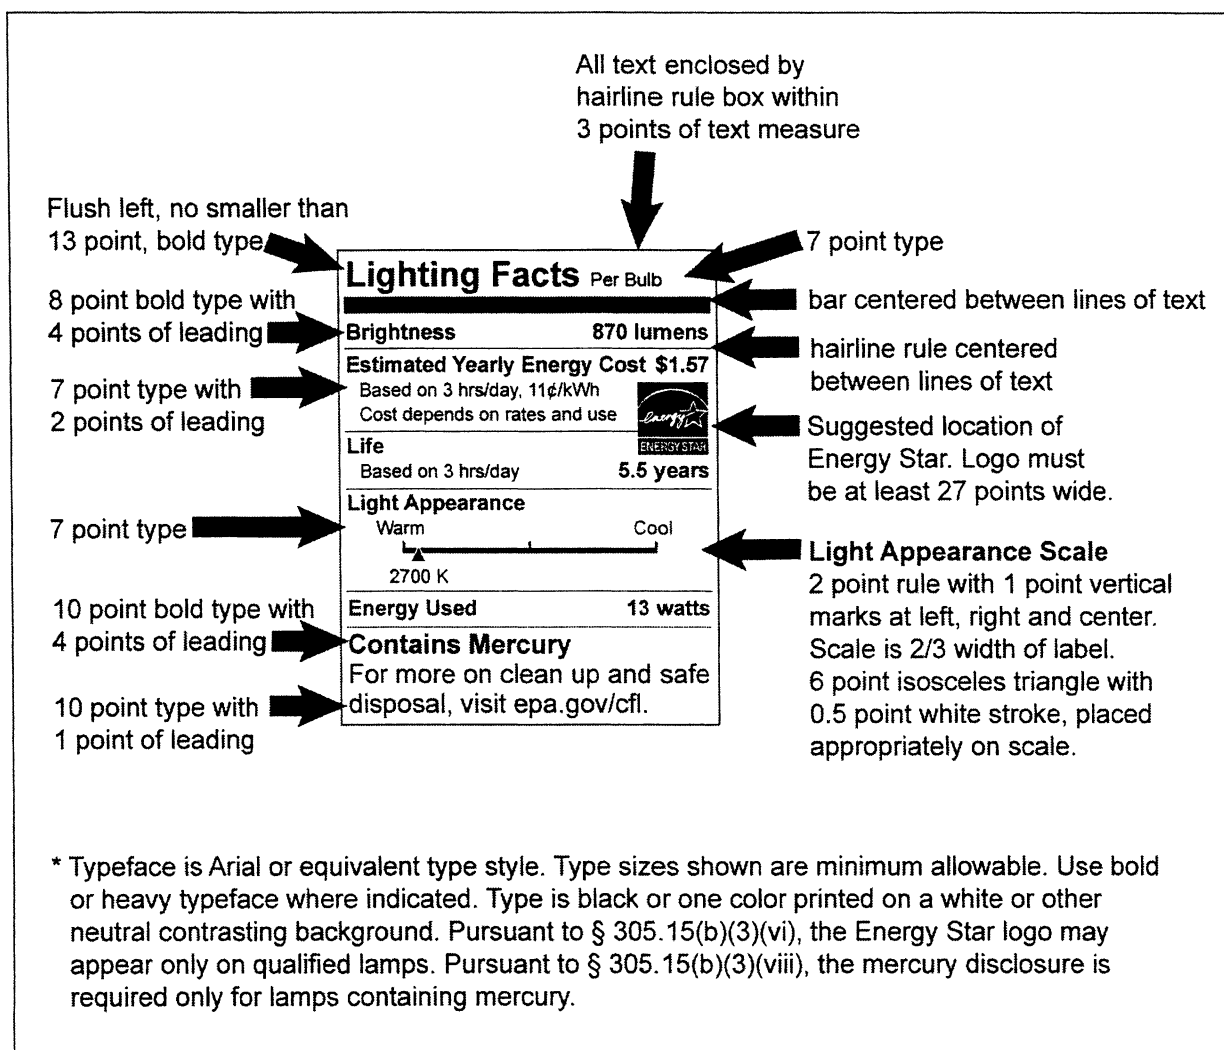 All text enclosed by
hairline rule box within
3 points of text measure
Flush left, no smaller than
13 point, bold type
7 point type
8 point bold type with
4 points of leading
bar centered between lines of text
hairline rule centered
between lines of text
7 point type with
2 points of leading
Suggested location of
Energy Star. Logo must
be at least 27 points wide.
7 point type
Light Appearance Scale
2 point rule with 1 point vertical
marks at left, right and center.
Scale is 2/3 width of label.
6 point isosceles triangle with
0.5 point white stroke, placed
appropriately on scale.
10 point bold type with
4 points of leading
10 point type with
1 point of leading
Lighting Facts Per Bulb
Brightness 870 lumens
Estimated Yearly Energy Cost $1.57
Based on 3 hrs/day, 11¢/kWh
Cost depends on rates and use
energy
ENERGY STAR
Life
Based on 3 hrs/day 5.5 years
Light Appearance
Warm Cool
2700 K
Energy Used 13 watts
Contains Mercury
For more on clean up and safe
disposal, visit epa.gov/cfl.
* Typeface is Arial or equivalent type style. Type sizes shown are minimum allowable. Use bold
or heavy typeface where indicated. Type is black or one color printed on a white or other
neutral contrasting background. Pursuant to § 305.15(b)(3)(vi), the Energy Star logo may
appear only on qualified lamps. Pursuant to § 305.15(b)(3)(viii), the mercury disclosure is
required only for lamps containing mercury.